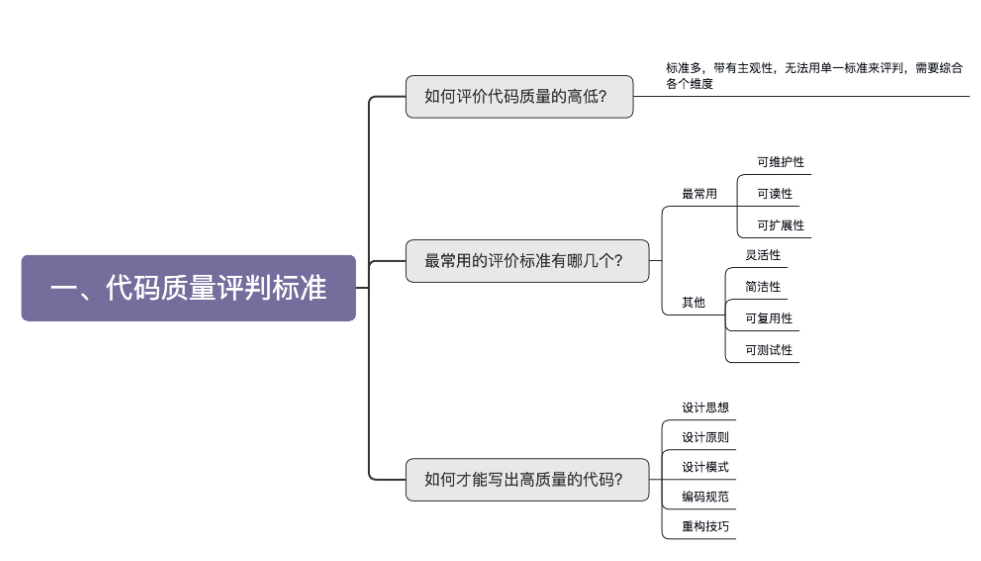 一、代码质量评判标准
如何评价代码质量的高低？
标准多，带有主观性，无法用单一标准来评判，需要综合
各个维度
最常用的评价标准有哪几个？
最常用
可维护性
可读性
可扩展性
其他
灵活性
简洁性
可复用性
可测试性
如何才能写出高质量的代码？
设计思想
设计原则
设计模式
编码规范
重构技巧